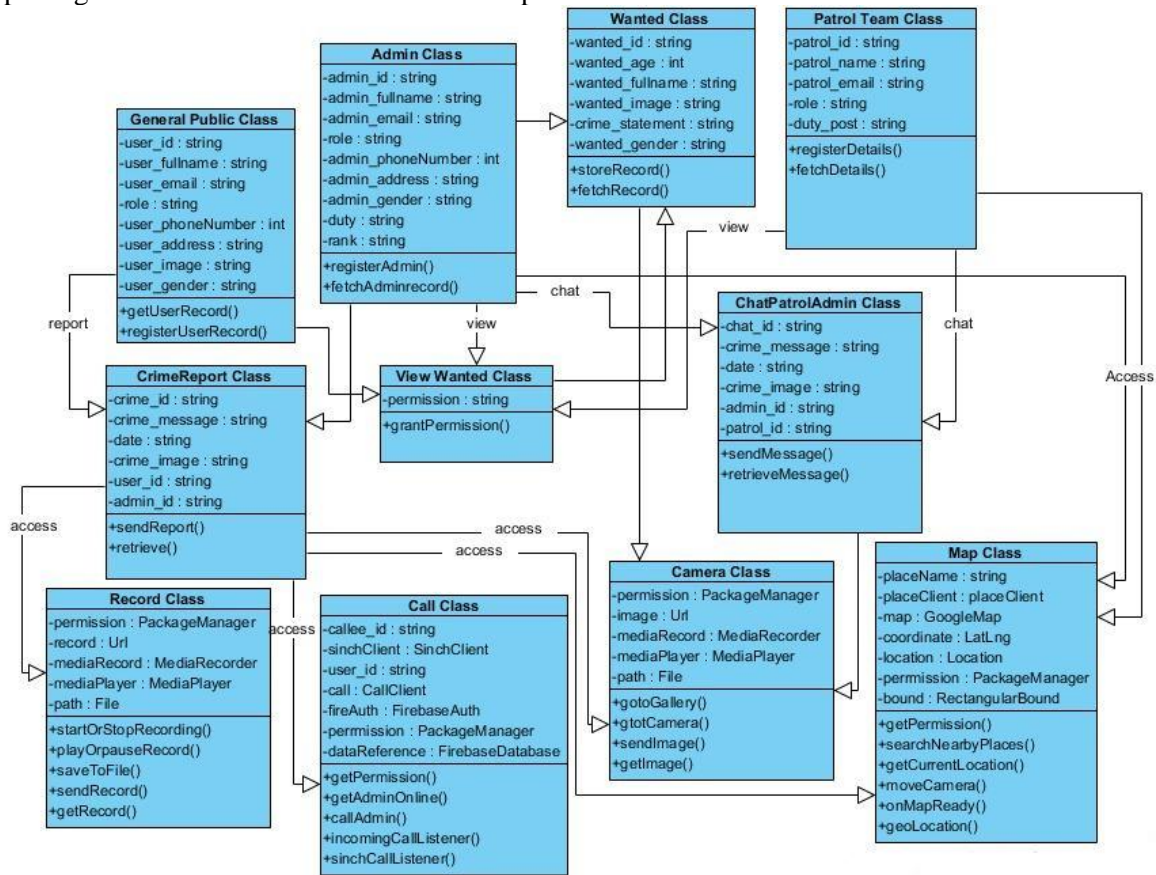 Wanted Class
-wanted_id : string
-wanted_age : int
-wanted_fullname : string
-wanted_image : string
-crime_statement : string
-wanted_gender : string
+storeRecord()
+fetchRecord()
Patrol Team Class
-patrol_id : string
-patrol_name : string
-patrol_email : string
-role : string
-duty_post : string
+registerDetails()
+fetchDetails()
Admin Class
-admin_id : string
-admin_fullname : string
-admin_email : string
-role : string
-admin_phoneNumber : int
-admin_address : string
-admin_gender : string
-duty : string
-rank : string
+registerAdmin()
+fetchAdminrecord()
General Public Class
-user_id : string
-user_fullname : string
-user_email : string
-role : string
-user_phoneNumber : int
-user_address : string
-user_image : string
-user_gender : string
+getUserRecord()
+registerUserRecord()
view
chat
report
view
chat
Access
ChatPatrolAdmin Class
-chat_id : string
-crime_message : string
-date : string
-crime_image : string
-admin_id : string
-patrol_id : string
+sendMessage()
+retrieveMessage()
CrimeReport Class
-crime_id : string
-crime_message : string
-date : string
-crime_image : string
-user_id : string
-admin_id : string
+sendReport()
+retrieve()
View Wanted Class
-permission : string
+grantPermission()
access
access
access
access
Record Class
-permission : PackageManager
-record : Url
-mediaRecord : MediaRecorder
-mediaPlayer : MediaPlayer
-path : File
+startOrStopRecording()
+playOrpauseRecord()
+saveToFile()
+sendRecord()
+getRecord()
Call Class
-callee_id : string
-sinchClient : SinchClient
-user_id : string
-call : CallClient
-fireAuth : FirebaseAuth
-permission : PackageManager
-dataReference : FirebaseDatabase
+getPermission()
+getAdminOnline()
+callAdmin()
+incomingCallListener()
+sinchCallListener()
Camera Class
-permission : PackageManager
-image : Url
-mediaRecord : MediaRecorder
-mediaPlayer : MediaPlayer
-path : File
+gotoGallery()
+gtotCamera()
+sendImage()
+getImage()
Map Class
-placeName : string
-placeClient : placeClient
-map : GoogleMap
-coordinate : LatLng
-location : Location
-permission : PackageManager
-bound : RectangularBound
+getPermission()
+searchNearbyPlaces()
+getCurrentLocation()
+moveCamera()
+onMapReady()
+geoLocation()